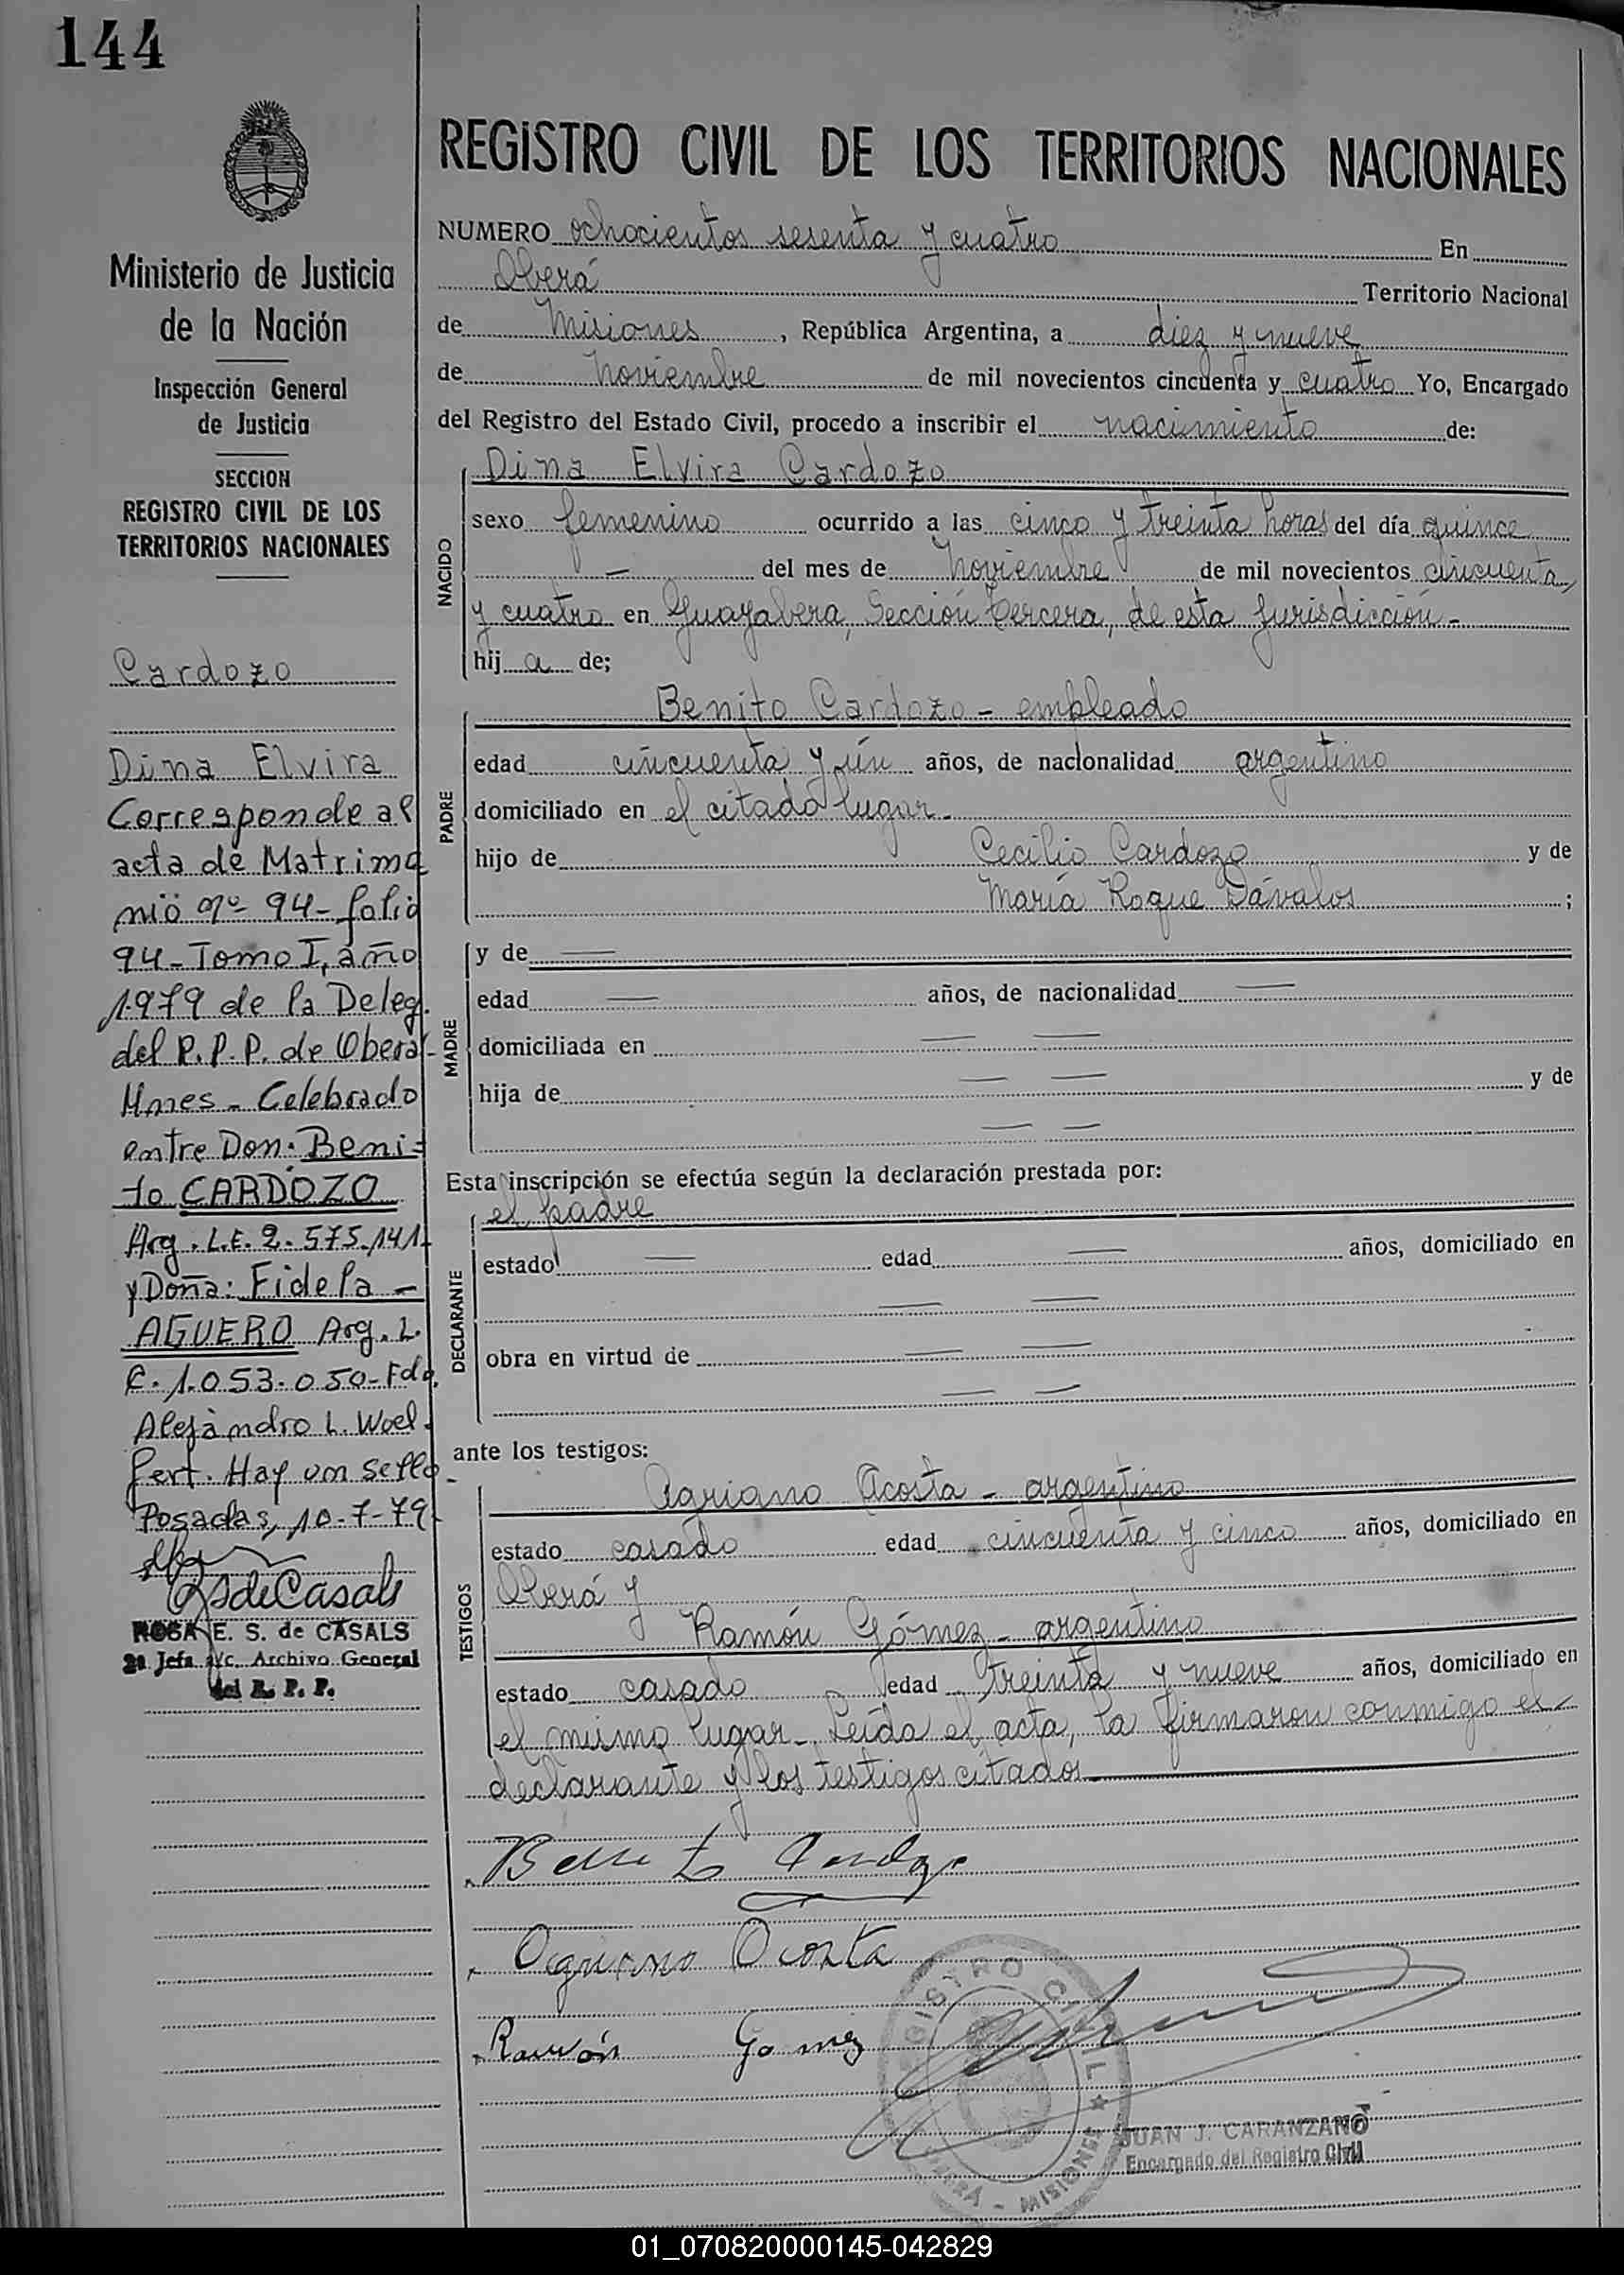 144
REGISTRO CIVIL DE LOS TERRITORIOS NACIONALES
Ministerio de Justicia
de la Nación
Inspección General
de Justicia
SECCION
REGISTRO CIVIL DE LOS
TERRITORIOS NACIONALES
Cardozo
Dina Elvira
Corresponde al
acta de Matrimo
nio nº 94- folio
94- Tomo I, año
1.979 de la Deleg.
del R.P.P. de Oberá-
Mnes - Celebrado
entre Don: Beni=
to CARDOZO
Arg. L.E. 2.575.141
y Doña: Fidela -
AGUERO Arg. L.
C. 1.053.050- Fdo.
Alejandro L. Woel.
fert. Hay un sello-
Posadas, 10-7-79
ROSA E. S. de CASALS
2a Jefa a/c. Archivo General
del R. P. P.
NUMERO ochocientos sesenta y cuatro En
Oberá Territorio Nacional
de Misiones, República Argentina, a diez y nueve
de Noviembre de mil novecientos cincuenta y cuatro Yo, Encargado
del Registro del Estado Civil, procedo a inscribir el nacimiento de:
NACIDO
Dina Elvira Cardozo
sexo femenino ocurrido a las cinco y treinta horas del día quince
- del mes de Noviembre de mil novecientos cincuenta
y cuatro en Guayabera, Sección tercera, de esta jurisdicción.-
hij a de;
PADRE
Benito Cardozo - empleado
edad cincuenta y ún años, de nacionalidad argentino
domiciliado en el citado lugar.
hijo de Cecilio Cardozo y de
María Roque Dávalos ;
MADRE
y de —
edad — años, de nacionalidad —
domiciliada en — —
hija de — — y de
— —
Esta inscripción se efectúa según la declaración prestada por:
DECLARANTE
el padre
estado — edad — años, domiciliado en
— —
obra en virtud de — —
— —
ante los testigos:
TESTIGOS
Agriano Acosta - argentino
estado casado edad cincuenta y cinco años, domiciliado en
Oberá y
Ramón Gómez - argentino
estado casado edad treinta y nueve años, domiciliado en
el mismo lugar.- Leída el acta, la firmaron conmigo el
declarante y los testigos citados
Benito Cardozo
Agriano Acosta
Ramón Gomez
REGISTRO CIVIL
OBERA - MISIONES
JUAN J. CARANZANO
Encargado del Registro Civil
01_070820000145-042829